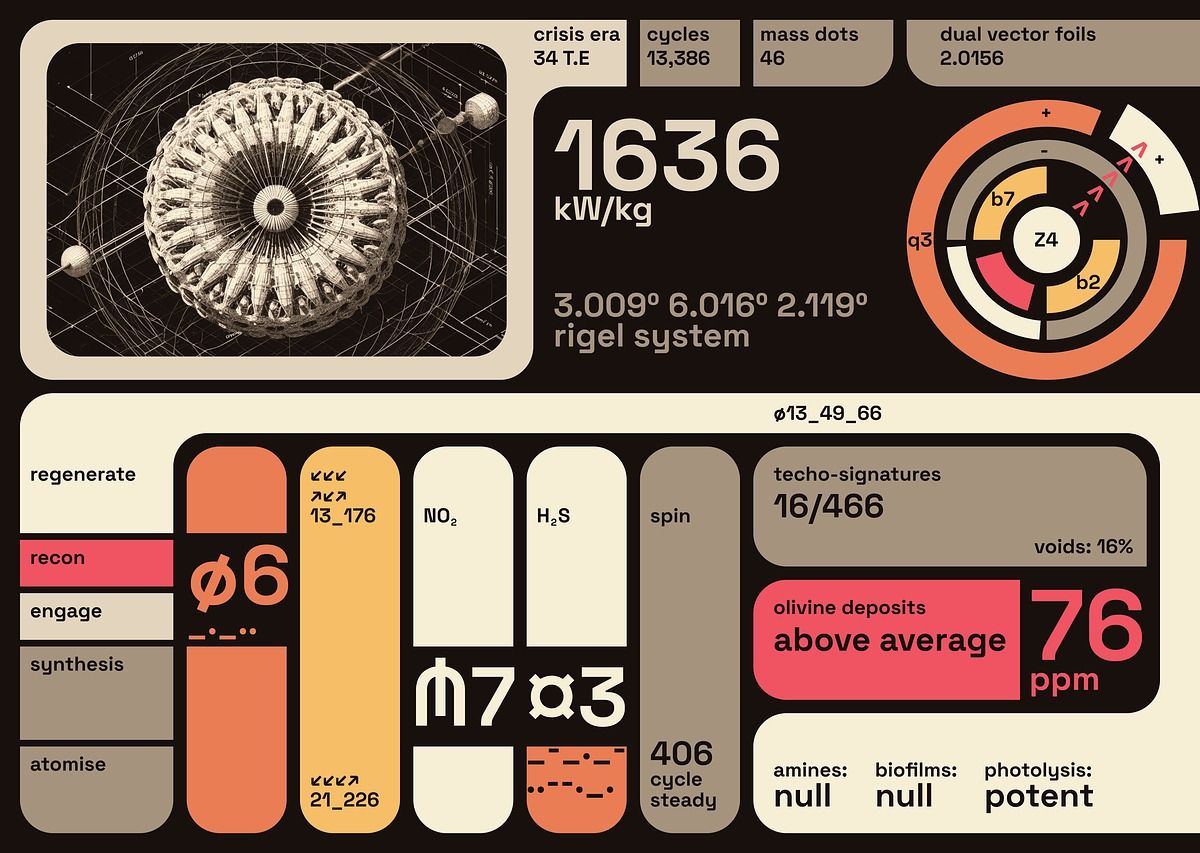 crisis era
34 T.E
cycles
13,386
mass dots
46
dual vector foils
2.0156
1636
kW/kg
3.009º 6.016º 2.119º
rigel system
+
-
+
b7
q3
Z4
b2
ø13_49_66
regenerate
recon
engage
synthesis
atomise
ø6
↙↙↙
↗↙↗
13_176
↙↙↙↗
21_226
NO₂
⋔7
H₂S
¤3
spin
406
cycle
steady
techo-signatures
16/466
voids: 16%
olivine deposits
above average
76
ppm
amines:
null
biofilms:
null
photolysis:
potent